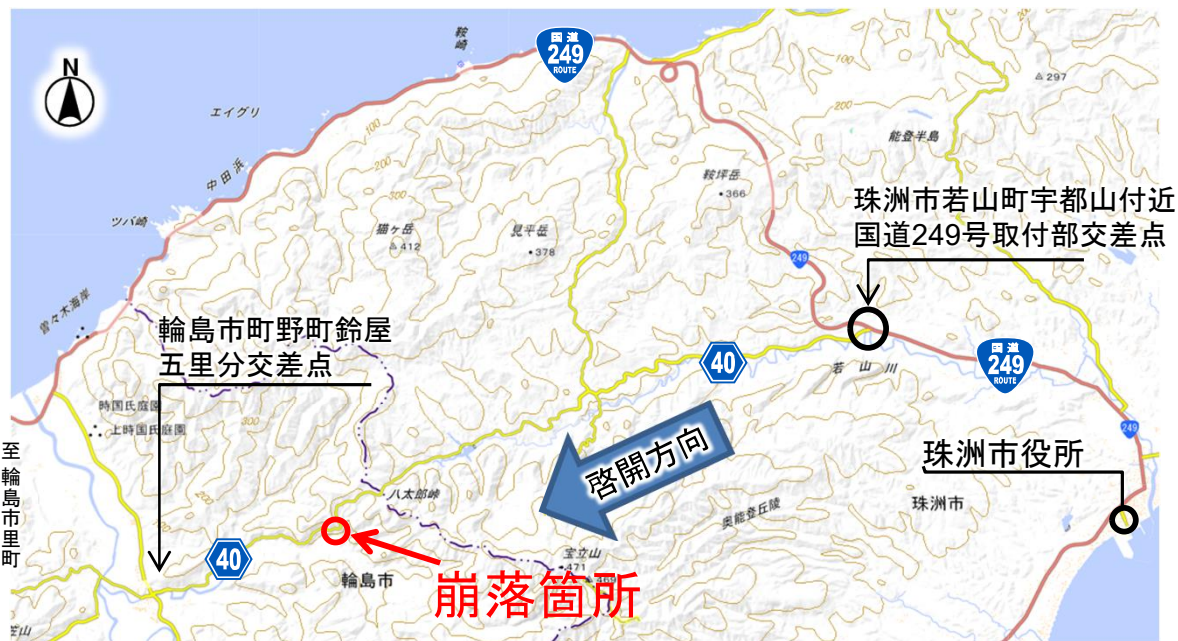 N
エイグリ
中田浜
ツバ崎
曽々木海岸
鞍崎
国道
249
ROUTE
100
200
297
能登半島
鞍坪岳
366
猫ヶ岳
412
見平岳
378
珠洲市若山町宇都山付近
国道249号取付部交差点
249
輪島市町野町鈴屋
五里分交差点
40
若山川
国道
249
ROUTE
249
時国氏庭園
上時国氏庭園
300
200
至輪島市里町
啓開方向
珠洲市役所
珠洲市
八太郎峠
奥能登丘陵
40
輪島市
宝立山
471
469
崩落箇所